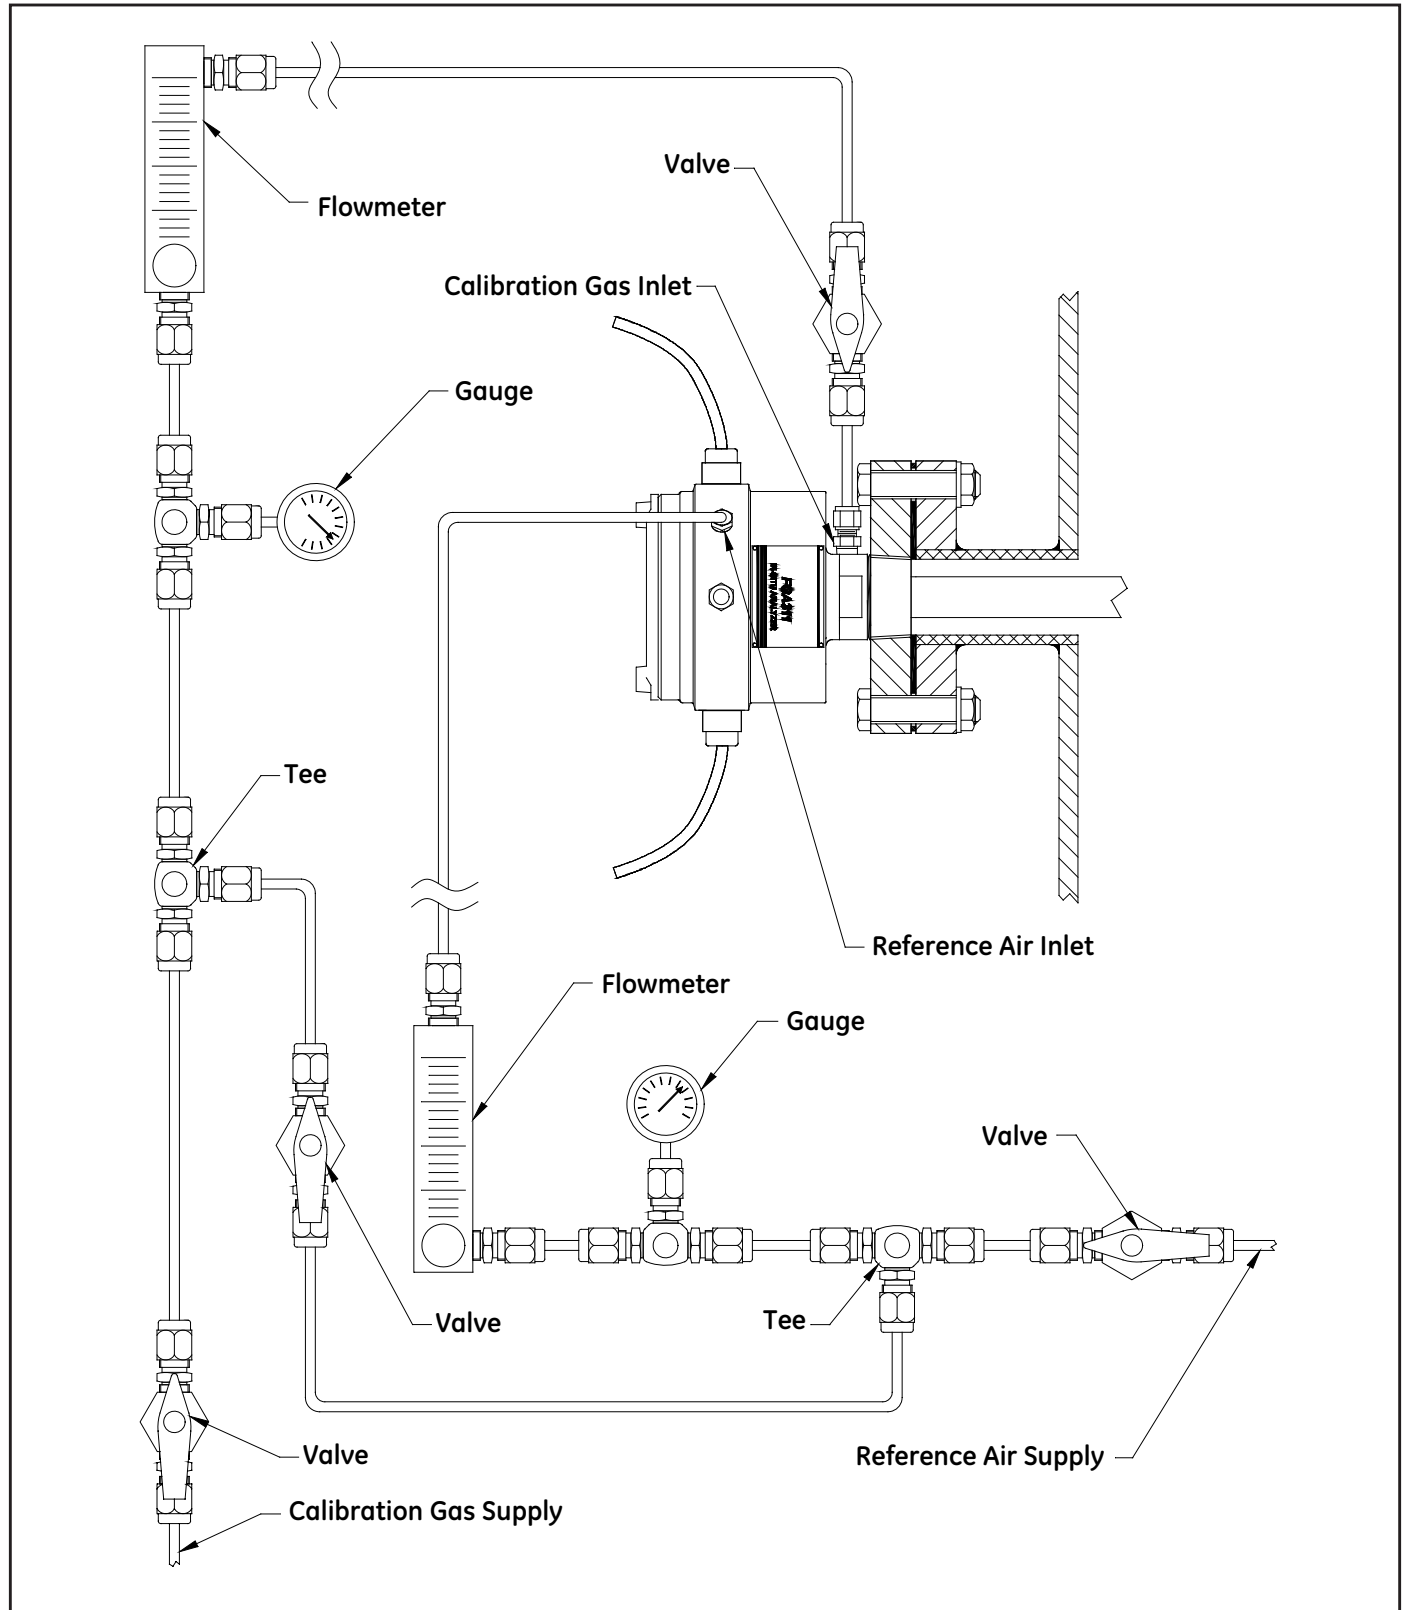 Valve
Flowmeter
Calibration Gas Inlet
Gauge
Tee
Reference Air Inlet
Flowmeter
Gauge
Valve
Valve
Tee
Valve
Reference Air Supply
Calibration Gas Supply